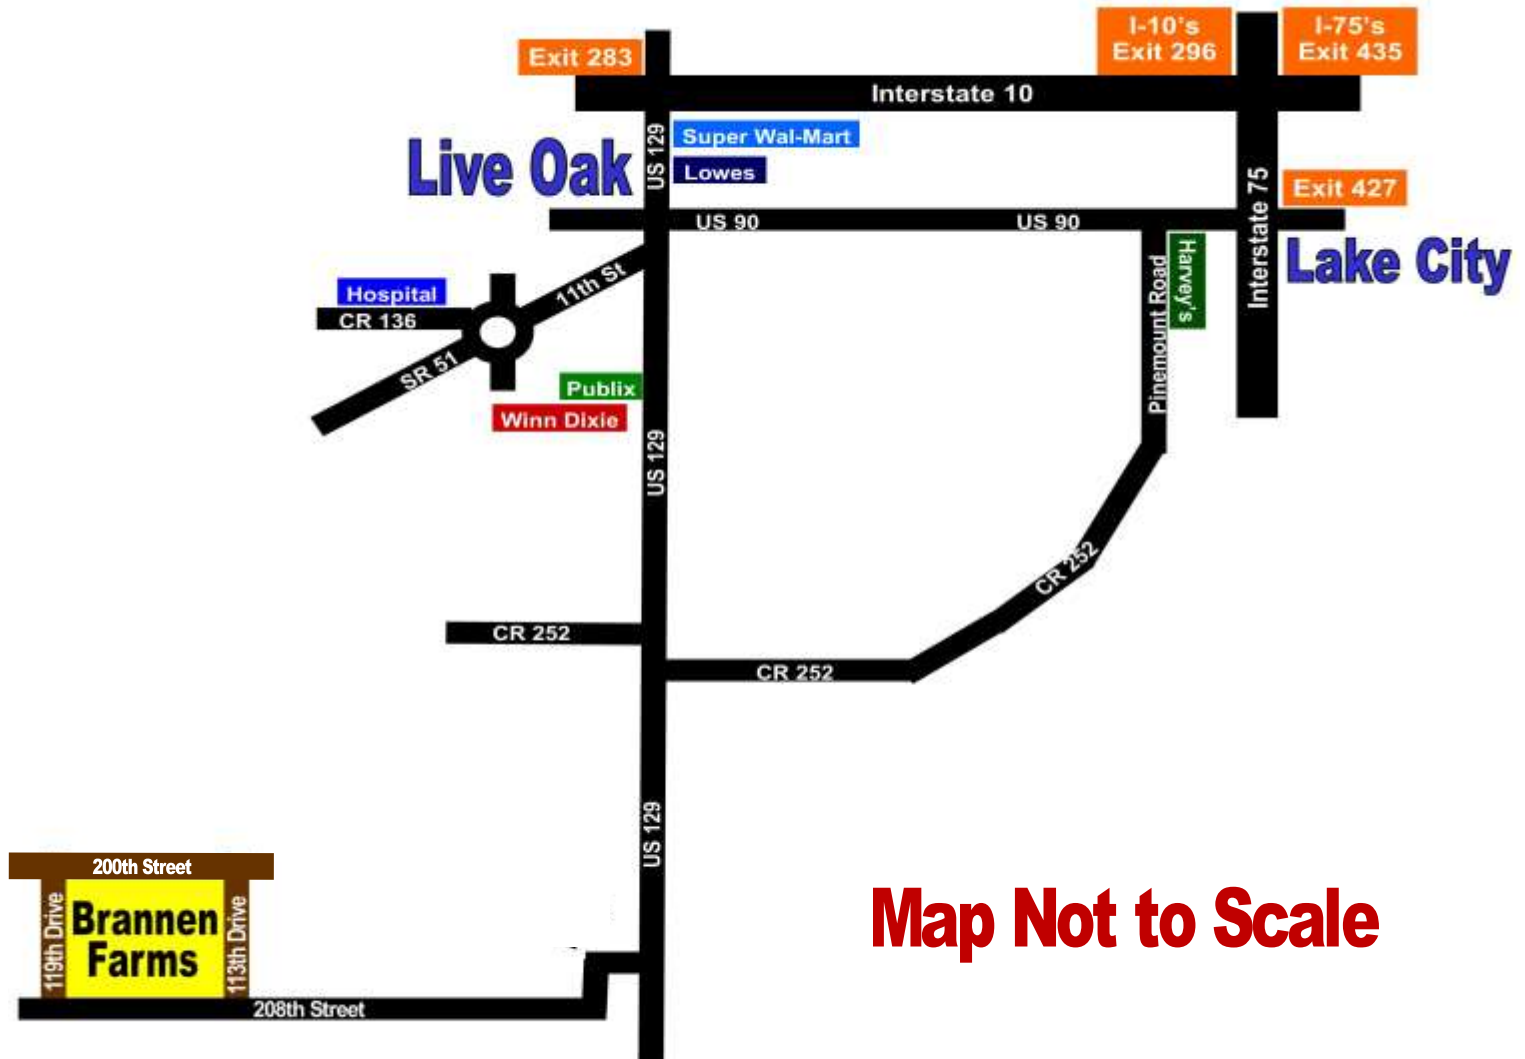 I-10's
Exit 296
I-75's
Exit 435
Exit 283
Interstate 10
US 129
Super Wal-Mart
Live Oak
Lowes
Interstate 75
Exit 427
US 90
US 90
Lake City
Harvey's
Pinemount Road
11th St
Hospital
CR 136
SR 51
Publix
Winn Dixie
US 129
CR 252
CR 252
CR 252
US 129
200th Street
119th Drive
Brannen
Farms
113th Drive
208th Street
Map Not to Scale